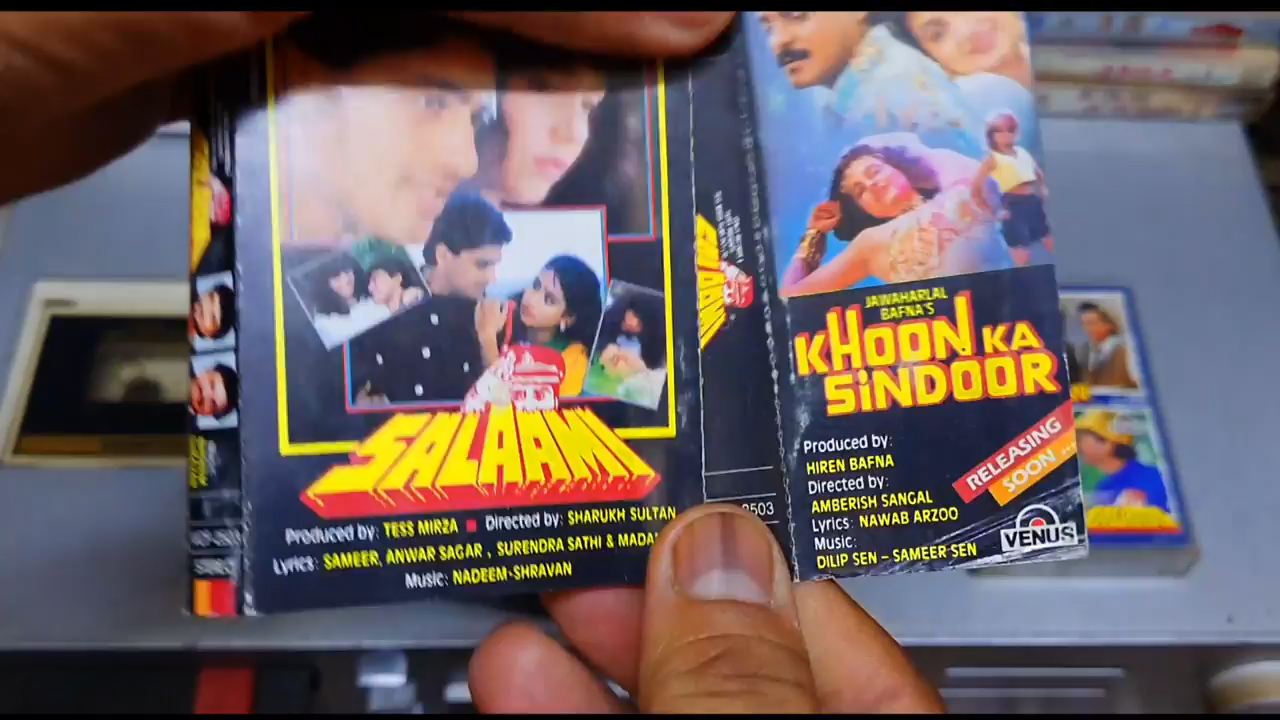 SALAAMI
Produced by: TESS MIRZA ■ Directed by: SHARUKH SULTAN
Lyrics: SAMEER, ANWAR SAGAR, SURENDRA SATHI & MADA
Music: NADEEM-SHRAVAN
SALAAMI
JAWAHARLAL
BAFNA'S
KHOON KA
SiNDOOR
Produced by:
HIREN BAFNA
Directed by:
AMBERISH SANGAL
Lyrics: NAWAB ARZOO
Music:
DILIP SEN – SAMEER SEN
RELEASING
SOON ...
VENUS